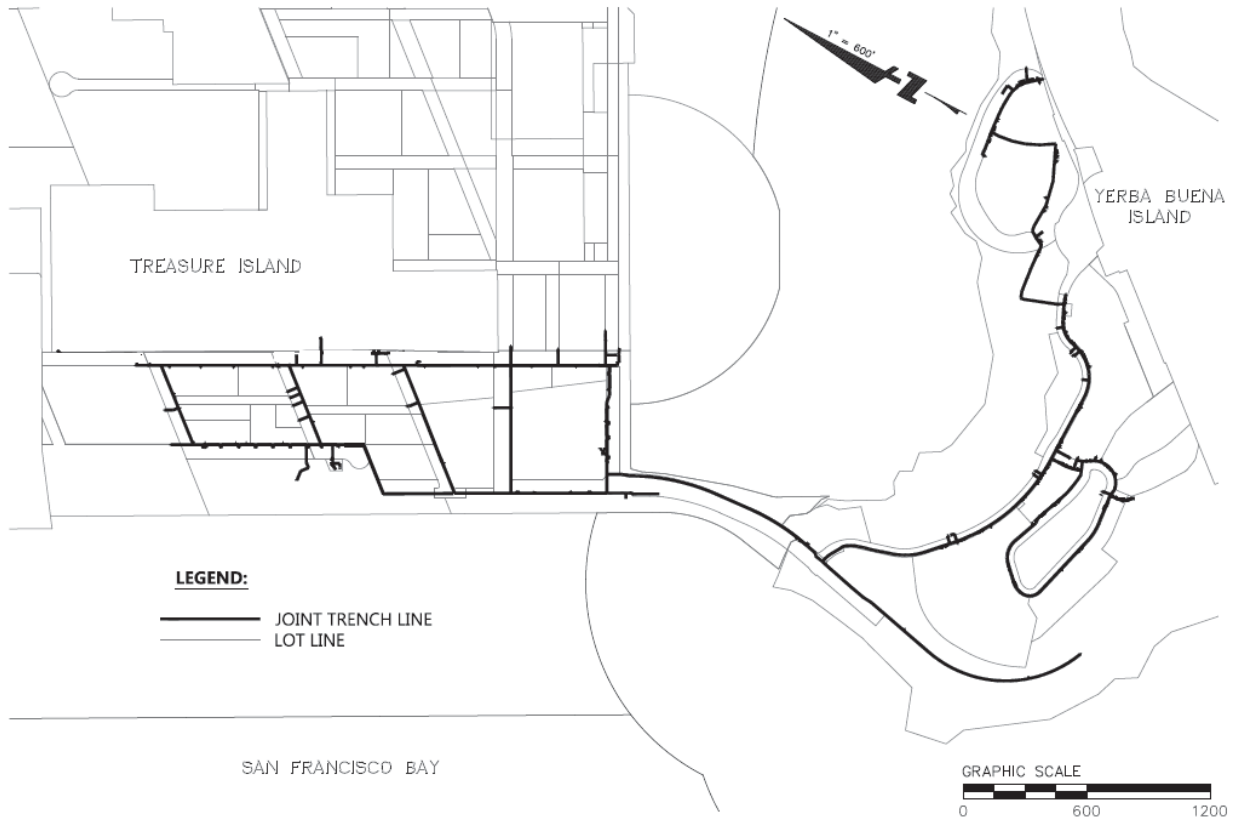 1" = 600'
N
YERBA BUENA
ISLAND
TREASURE ISLAND
LEGEND:
JOINT TRENCH LINE
LOT LINE
SAN FRANCISCO BAY
GRAPHIC SCALE
0 600 1200